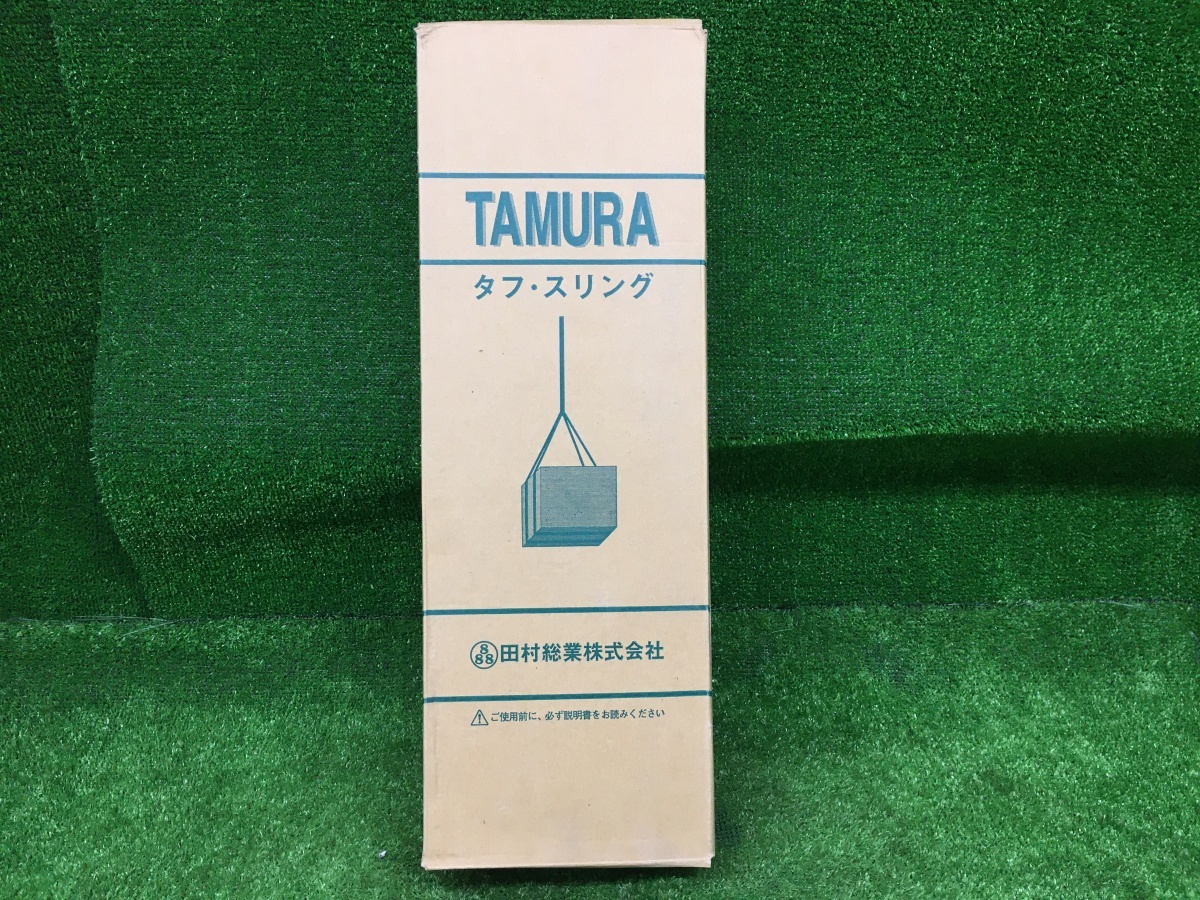 TAMURA
タフ・スリング
888 田村総業株式会社
ご使用前に、必ず説明書をお読みください